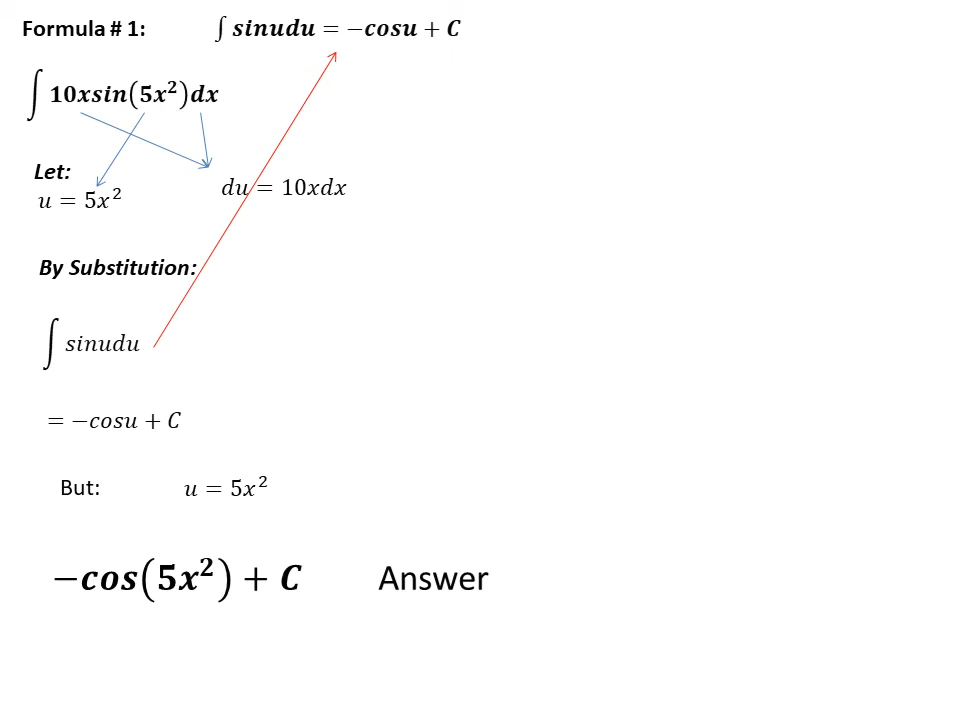 Formula # 1: ∫ sinudu = −cosu + C
∫ 10xsin(5x²)dx
Let:
u = 5x² du = 10xdx
By Substitution:
∫ sinudu
= −cosu + C
But: u = 5x²
−cos(5x²) + C Answer